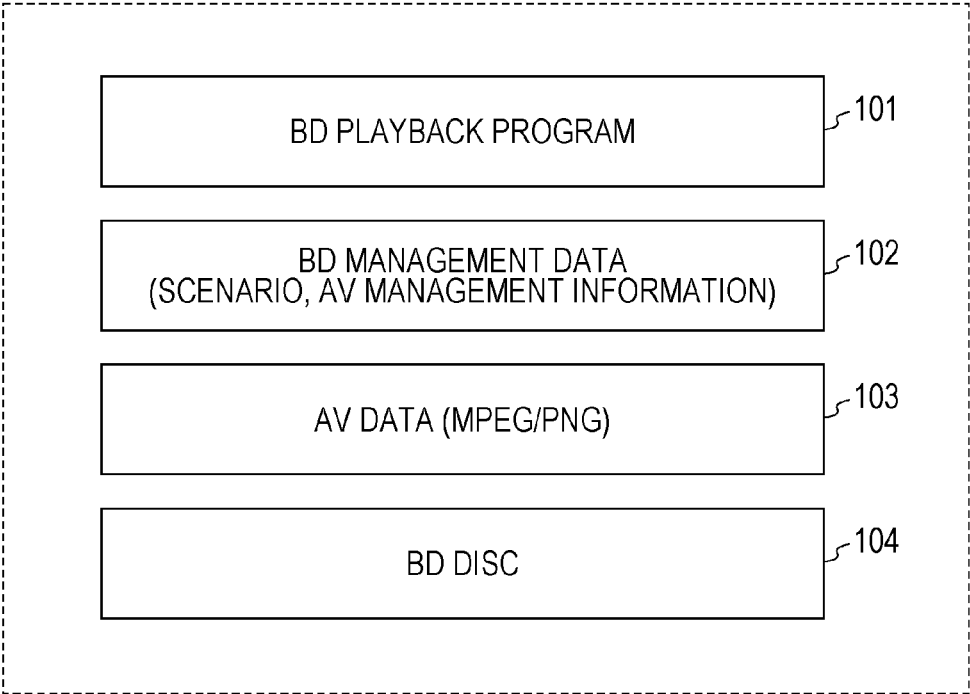 BD PLAYBACK PROGRAM
101
BD MANAGEMENT DATA
(SCENARIO, AV MANAGEMENT INFORMATION)
102
AV DATA (MPEG/PNG)
103
BD DISC
104